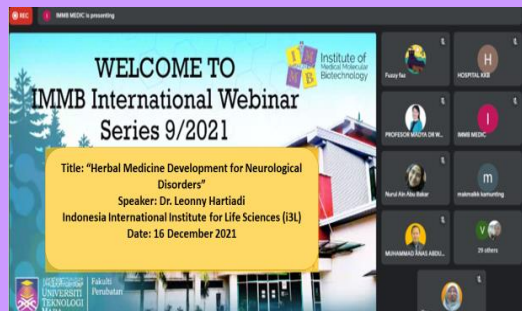 REC
IMMB MEDIC is presenting
WELCOME TO
IMMB International Webinar
Series 9/2021
Institute of
Medical Molecular
Biotechnology
Title: "Herbal Medicine Development for Neurological
Disorders"
Speaker: Dr. Leonny Hartiadi
Indonesia International Institute for Life Sciences (i3L)
Date: 16 December 2021
UNIVERSITI
TEKNOLOGI
MARA
Fakulti
Perubatan
Fuzzy faz
H
HOSPITAL KKB
PROFESOR MADYA DR W...
I
IMMB MEDIC
Nurul Ain Abu Bakar
m
MUHAMMAD ANAS ABDU...
V
29 others